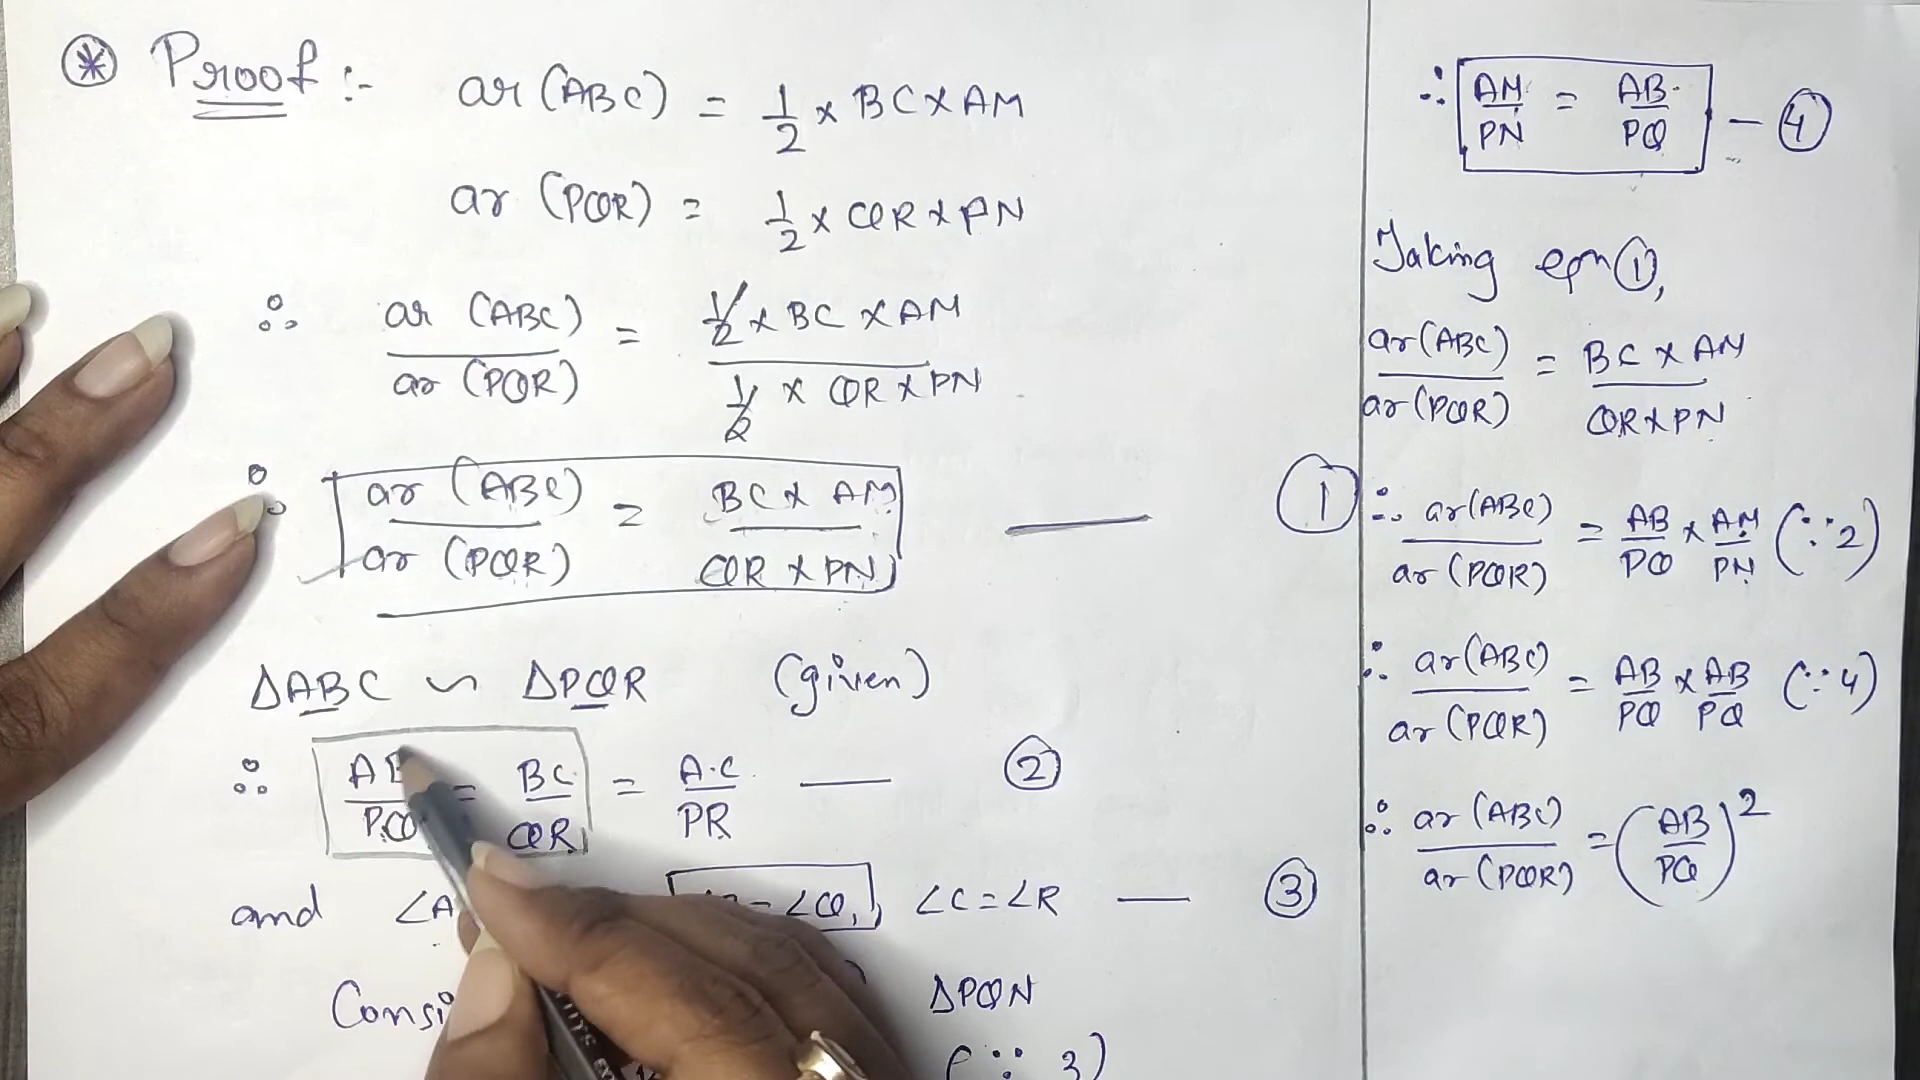 * Proof :- ar (ABC) = 1/2 × BC × AM
ar (PQR) = 1/2 × QR × PN
∴ ar (ABC) / ar (PQR) = 1/2 × BC × AM / 1/2 × QR × PN
∴ ar (ABC) / ar (PQR) = BC × AM / QR × PN —— ①
ΔABC ~ ΔPQR (given)
∴ AB/PQ = BC/QR = AC/PR —— ②
and ∠A ∠Q, ∠C = ∠R —— ③
ΔPQN
(∵ 3)
∴ AM/PN = AB/PQ — ④
Taking eqn ①,
ar(ABC) / ar(PQR) = BC × AM / QR × PN
∴ ar(ABC) / ar(PQR) = AB/PQ × AM/PN (∵ 2)
∴ ar(ABC) / ar(PQR) = AB/PQ × AB/PQ (∵ 4)
∴ ar(ABC) / ar(PQR) = (AB/PQ)²